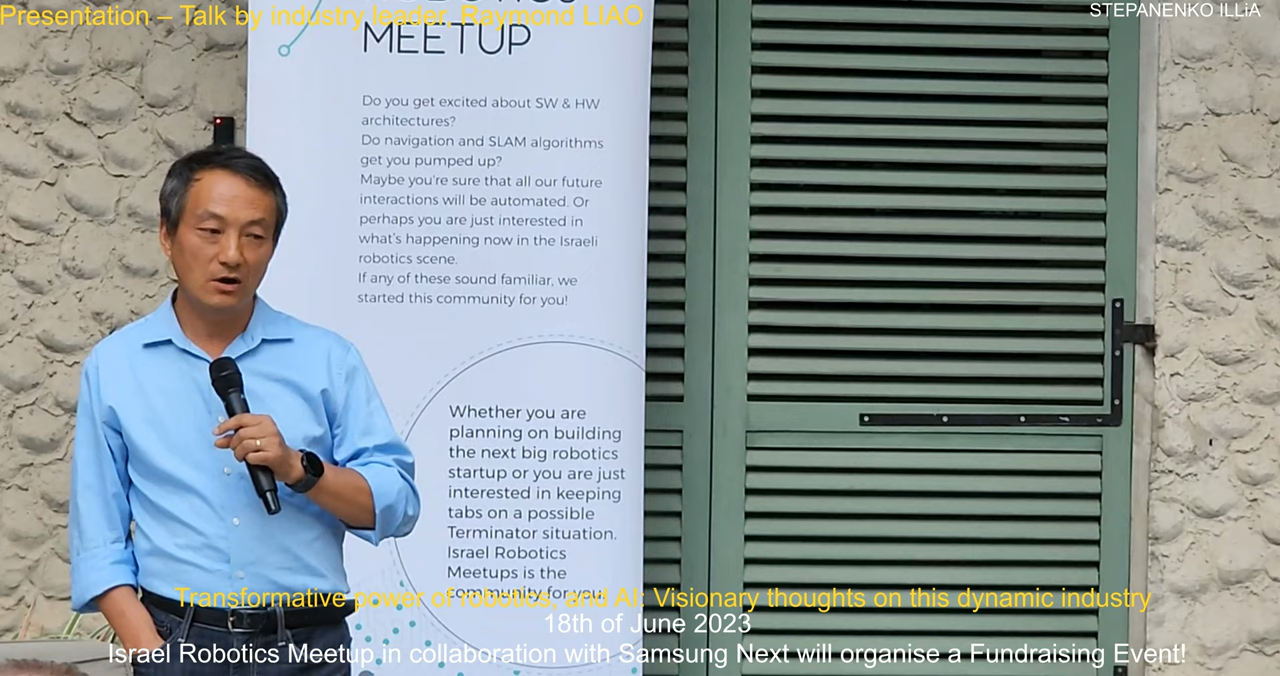 Presentation – Talk by industry leader, Raymond LIAO
STEPANENKO ILLiA
MEETUP
Do you get excited about SW & HW
architectures?
Do navigation and SLAM algorithms
get you pumped up?
Maybe you're sure that all our future
interactions will be automated. Or
perhaps you are just interested in
what's happening now in the Israeli
robotics scene.
If any of these sound familiar, we
started this community for you!
Whether you are
planning on building
the next big robotics
startup or you are just
interested in keeping
tabs on a possible
Terminator situation.
Israel Robotics
Meetups is the
community for you!
Transformative power of robotics, and AI: Visionary thoughts on this dynamic industry
18th of June 2023
Israel Robotics Meetup in collaboration with Samsung Next will organise a Fundraising Event!